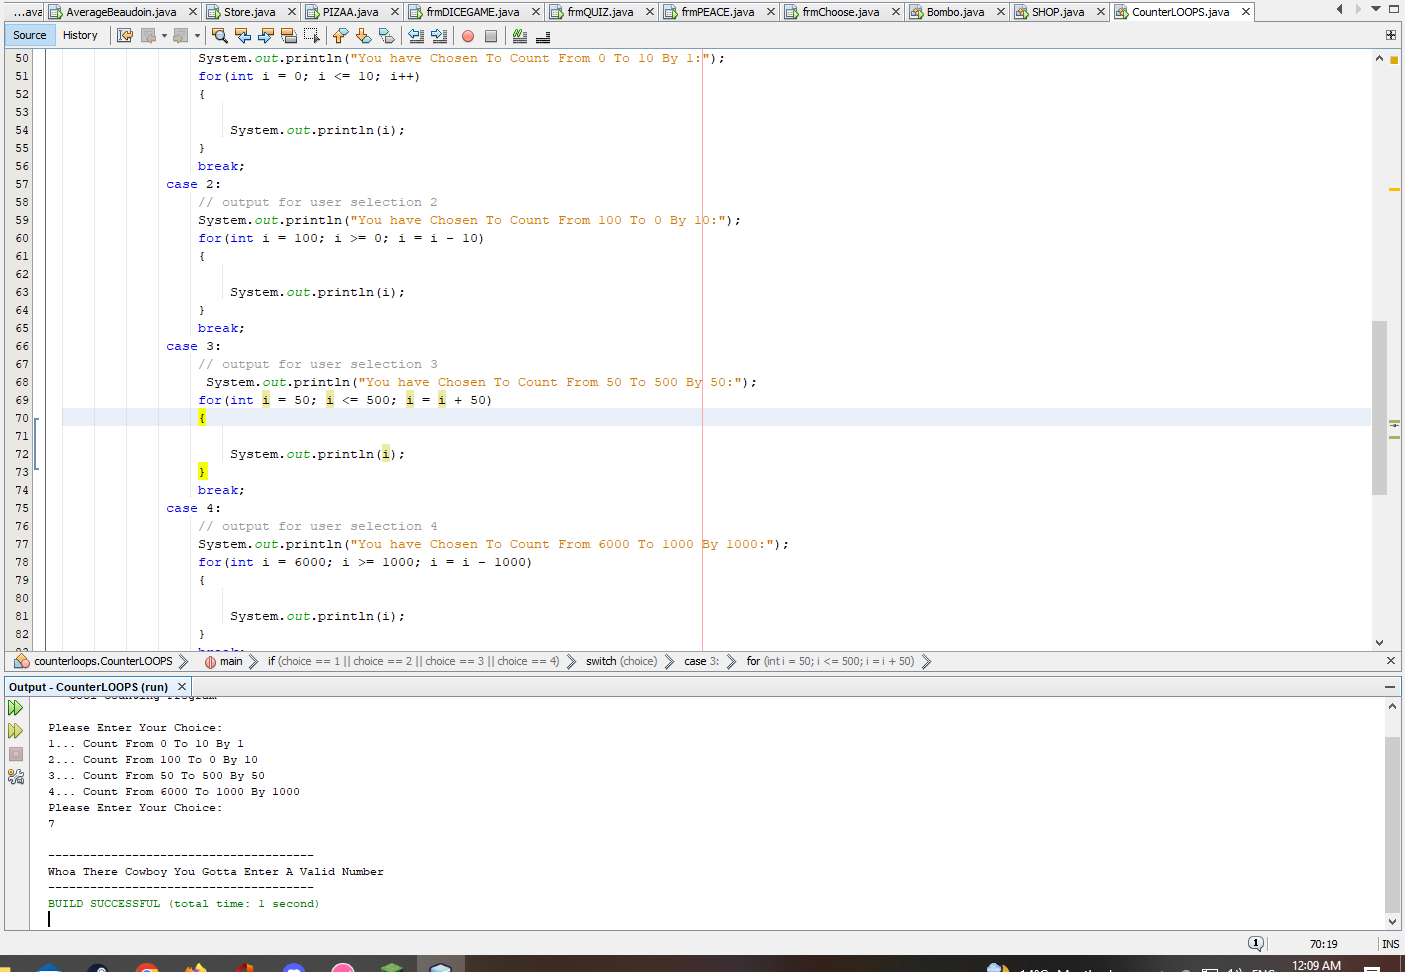 ...ava AverageBeaudoin.java Store.java PIZAA.java frmDICEGAME.java frmQUIZ.java frmPEACE.java frmChoose.java Bombo.java SHOP.java CounterLOOPS.java
Source History
50 System.out.println("You have Chosen To Count From 0 To 10 By 1:");
51 for(int i = 0; i <= 10; i++)
52 {
53
54 System.out.println(i);
55 }
56 break;
57 case 2:
58 // output for user selection 2
59 System.out.println("You have Chosen To Count From 100 To 0 By 10:");
60 for(int i = 100; i >= 0; i = i - 10)
61 {
62
63 System.out.println(i);
64 }
65 break;
66 case 3:
67 // output for user selection 3
68 System.out.println("You have Chosen To Count From 50 To 500 By 50:");
69 for(int i = 50; i <= 500; i = i + 50)
70 {
71
72 System.out.println(i);
73 }
74 break;
75 case 4:
76 // output for user selection 4
77 System.out.println("You have Chosen To Count From 6000 To 1000 By 1000:");
78 for(int i = 6000; i >= 1000; i = i - 1000)
79 {
80
81 System.out.println(i);
82 }
counterloops.CounterLOOPS main if (choice == 1 || choice == 2 || choice == 3 || choice == 4) switch (choice) case 3: for (int i = 50; i <= 500; i = i + 50)
Output - CounterLOOPS (run)
Please Enter Your Choice:
1... Count From 0 To 10 By 1
2... Count From 100 To 0 By 10
3... Count From 50 To 500 By 50
4... Count From 6000 To 1000 By 1000
Please Enter Your Choice:
7
--------------------------------------
Whoa There Cowboy You Gotta Enter A Valid Number
--------------------------------------
BUILD SUCCESSFUL (total time: 1 second)
1 70:19 INS
12:09 AM